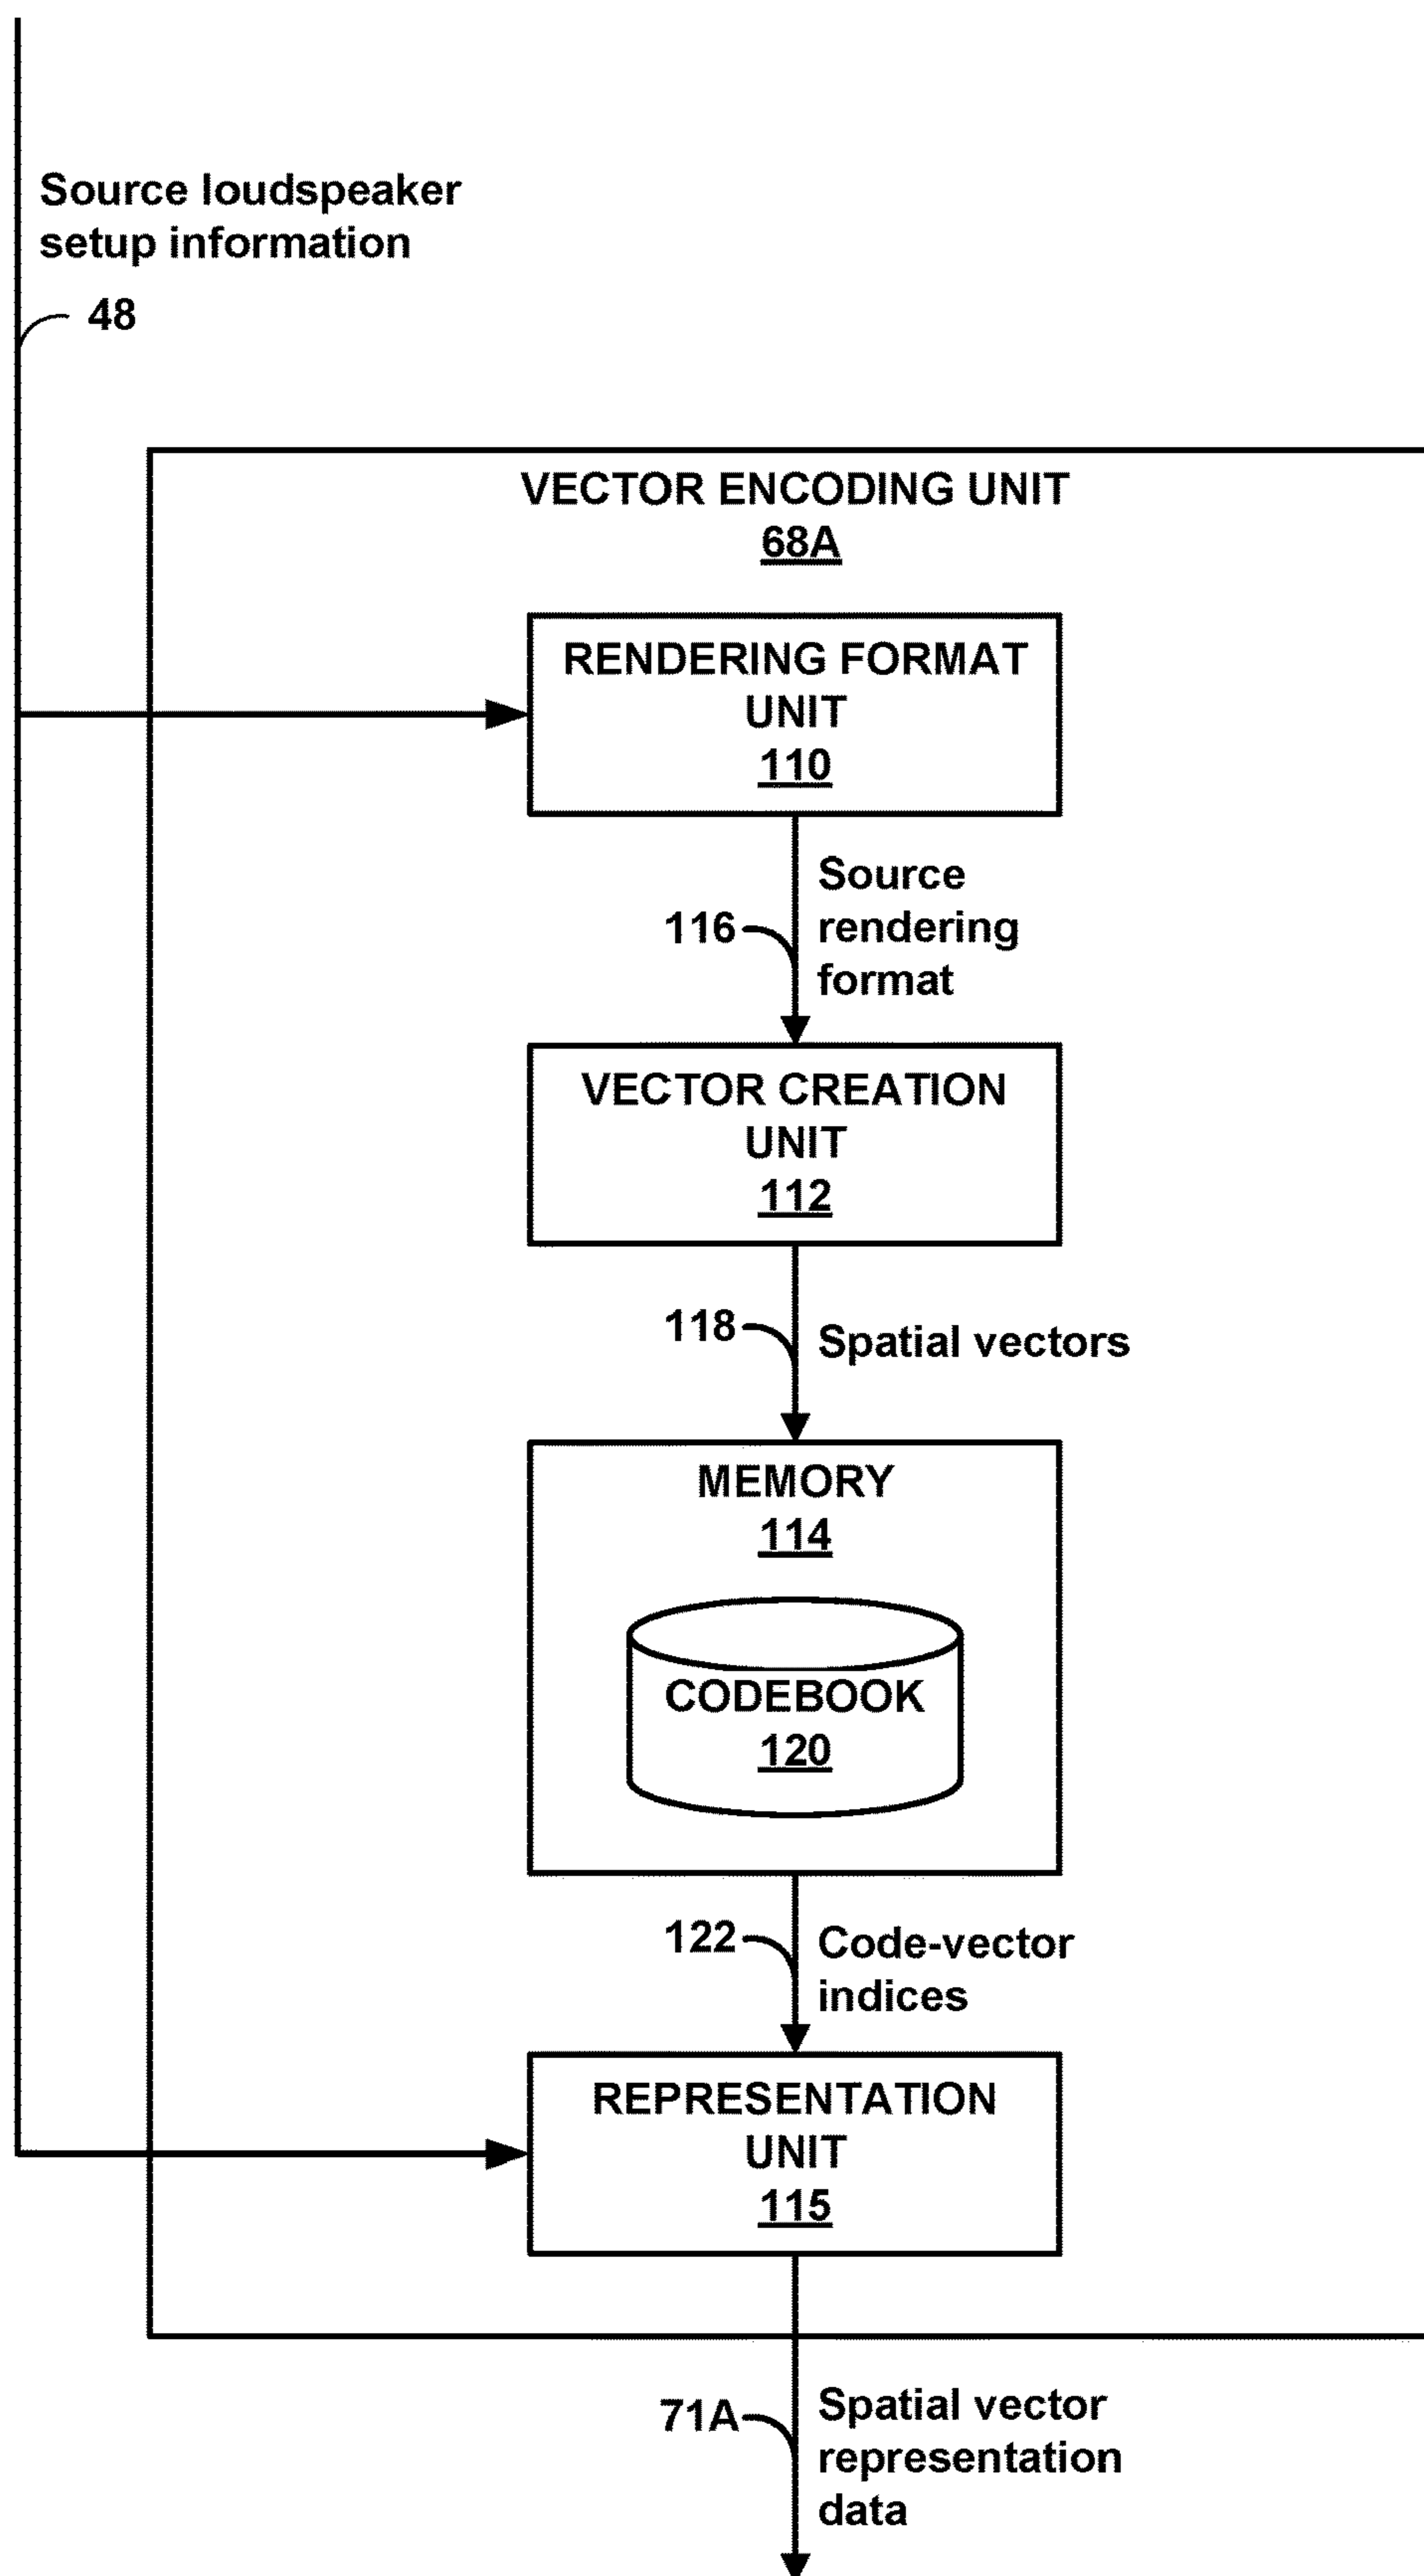 Source loudspeaker
setup information
48
VECTOR ENCODING UNIT
68A
RENDERING FORMAT
UNIT
110
116
Source
rendering
format
VECTOR CREATION
UNIT
112
118
Spatial vectors
MEMORY
114
CODEBOOK
120
122
Code-vector
indices
REPRESENTATION
UNIT
115
71A
Spatial vector
representation
data